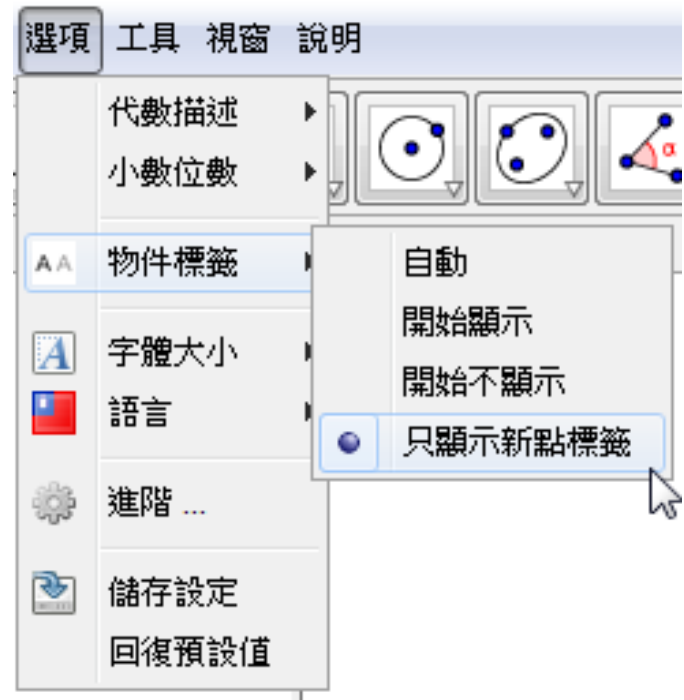 選項 工具 視窗 說明
代數描述
小數位數
α
AA 物件標籤
自動
開始顯示
開始不顯示
只顯示新點標籤
A 字體大小
語言
進階 ...
儲存設定
回復預設值